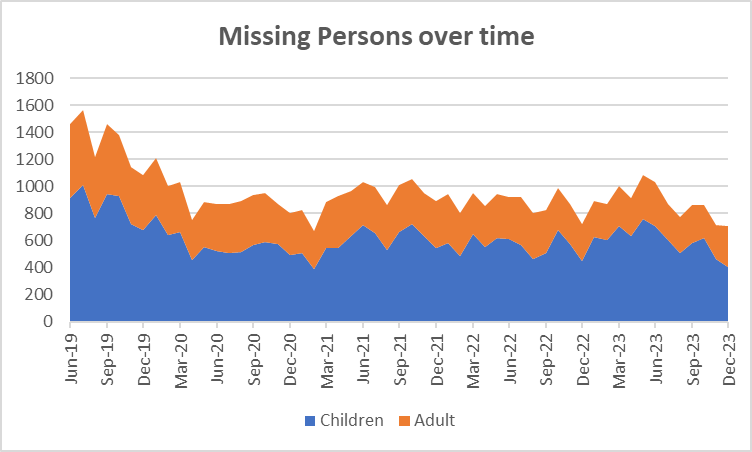 Missing Persons over time
1800
1600
1400
1200
1000
800
600
400
200
0
Jun-19
Sep-19
Dec-19
Mar-20
Jun-20
Sep-20
Dec-20
Mar-21
Jun-21
Sep-21
Dec-21
Mar-22
Jun-22
Sep-22
Dec-22
Mar-23
Jun-23
Sep-23
Dec-23
Children Adult